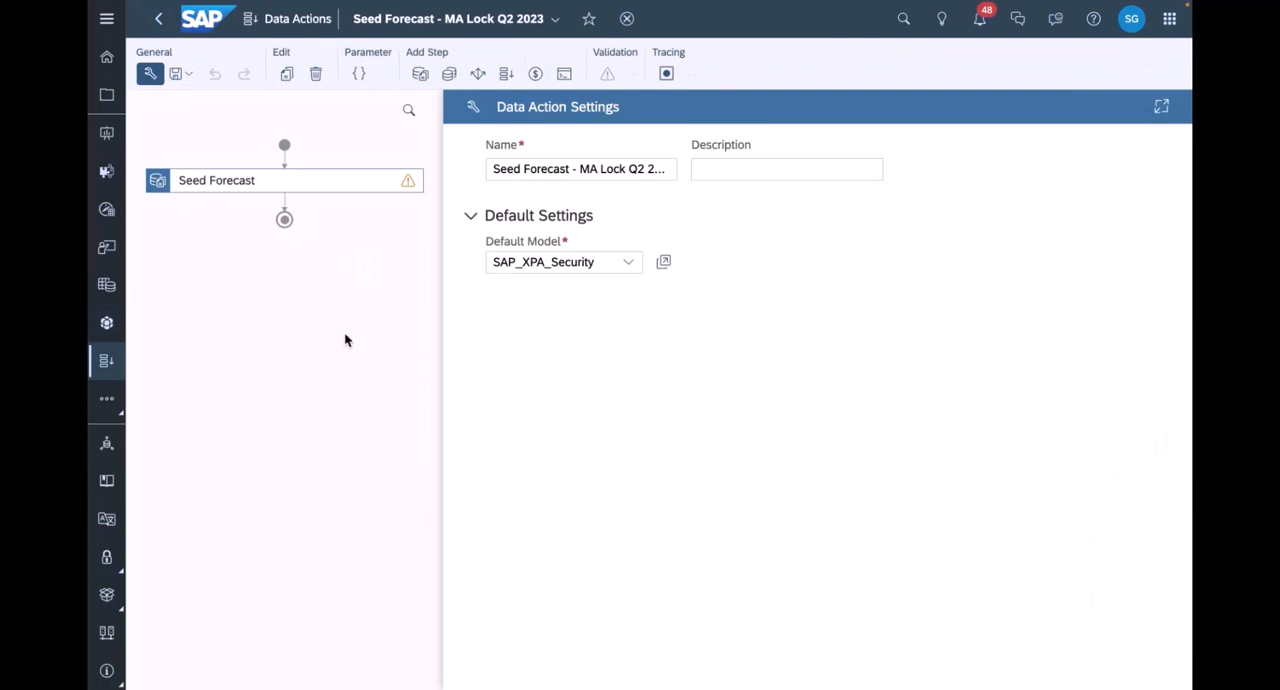 SAP Data Actions Seed Forecast - MA Lock Q2 2023 48 SG
General Edit Parameter Add Step Validation Tracing
Data Action Settings
Name* Description
Seed Forecast - MA Lock Q2 2...
Seed Forecast
Default Settings
Default Model*
SAP_XPA_Security